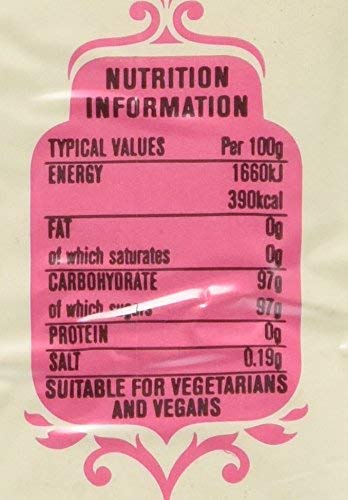 NUTRITION
INFORMATION
TYPICAL VALUES Per 100g
ENERGY 1660kJ
390kcal
FAT 0g
of which saturates 0g
CARBOHYDRATE 97g
of which sugars 97g
PROTEIN 0g
SALT 0.19g
SUITABLE FOR VEGETARIANS
AND VEGANS